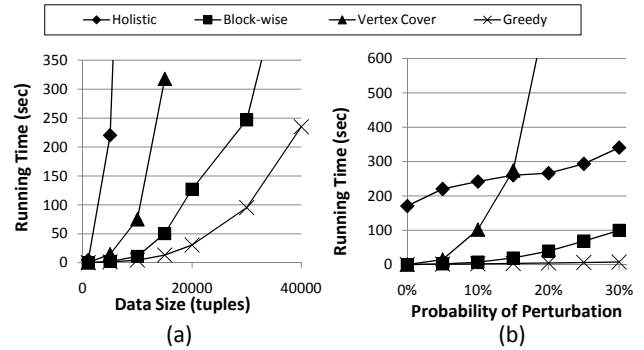 Holistic Block-wise Vertex Cover Greedy
Running Time (sec)
350
300
250
200
150
100
50
0
0 20000 40000
Data Size (tuples)
(a)
Running Time (sec)
600
500
400
300
200
100
0
0% 10% 20% 30%
Probability of Perturbation
(b)